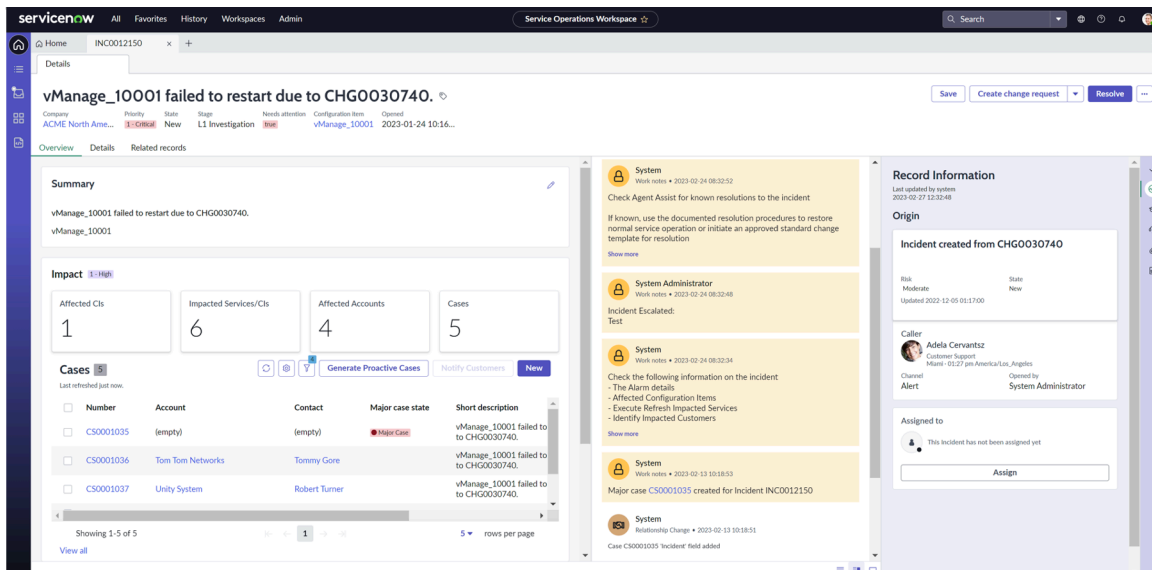 servicenow All Favorites History Workspaces Admin Service Operations Workspace Search
Home INC0012150
Details
vManage_10001 failed to restart due to CHG0030740.
Save Create change request Resolve
Company Priority State Stage Needs attention Configuration item Opened
ACME North Ame... 1 - Critical New L1 Investigation true vManage_10001 2023-01-24 10:16...
Overview Details Related records
Summary
vManage_10001 failed to restart due to CHG0030740.
vManage_10001
Impact 1 - High
Affected CIs
1
Impacted Services/CIs
6
Affected Accounts
4
Cases
5
Cases 5
Last refreshed just now.
4
Generate Proactive Cases Notify Customers New
Number Account Contact Major case state Short description
CS0001035 (empty) (empty) Major Case vManage_10001 failed to
to CHG0030740.
CS0001036 Tom Tom Networks Tommy Gore vManage_10001 failed to
to CHG0030740.
CS0001037 Unity System Robert Turner vManage_10001 failed to
to CHG0030740.
Showing 1-5 of 5 1 5 rows per page
View all
System
Work notes • 2023-02-24 08:32:52
Check Agent Assist for known resolutions to the incident
If known, use the documented resolution procedures to restore
normal service operation or initiate an approved standard change
template for resolution
Show more
System Administrator
Work notes • 2023-02-24 08:32:48
Incident Escalated:
Test
System
Work notes • 2023-02-24 08:32:34
Check the following information on the incident
- The Alarm details
- Affected Configuration Items
- Execute Refresh Impacted Services
- Identify Impacted Customers
Show more
System
Work notes • 2023-02-13 10:18:53
Major case CS0001035 created for Incident INC0012150
System
Relationship Change • 2023-02-13 10:18:51
Case CS0001035 'Incident' field added
Record Information
Last updated by system
2023-02-27 12:32:48
Origin
Incident created from CHG0030740
Risk State
Moderate New
Updated 2022-12-05 01:17:00
Caller
Adela Cervantsz
Customer Support
Miami - 01:27 pm America/Los_Angeles
Channel Opened by
Alert System Administrator
Assigned to
This Incident has not been assigned yet
Assign